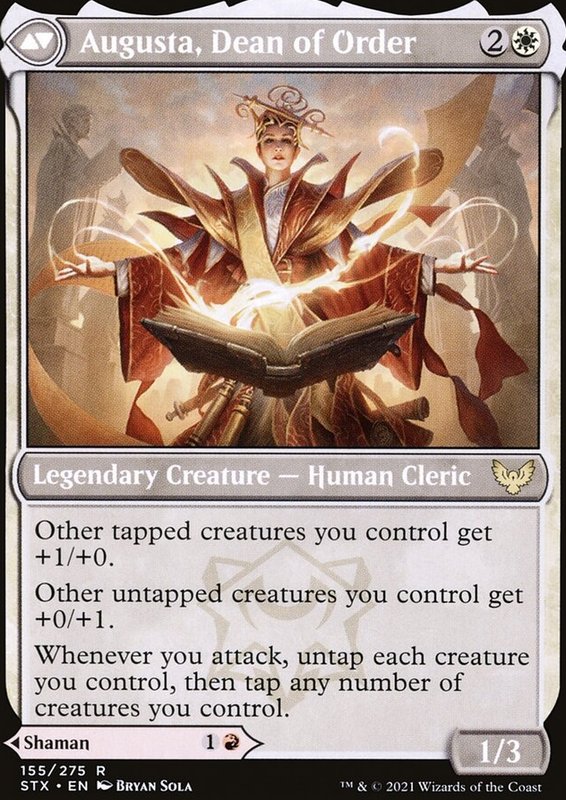 Augusta, Dean of Order 2
Legendary Creature — Human Cleric
Other tapped creatures you control get
+1/+0.
Other untapped creatures you control get
+0/+1.
Whenever you attack, untap each creature
you control, then tap any number of
creatures you control.
Shaman 1
1/3
155/275 R
STX • EN Bryan Sola
™ & © 2021 Wizards of the Coast